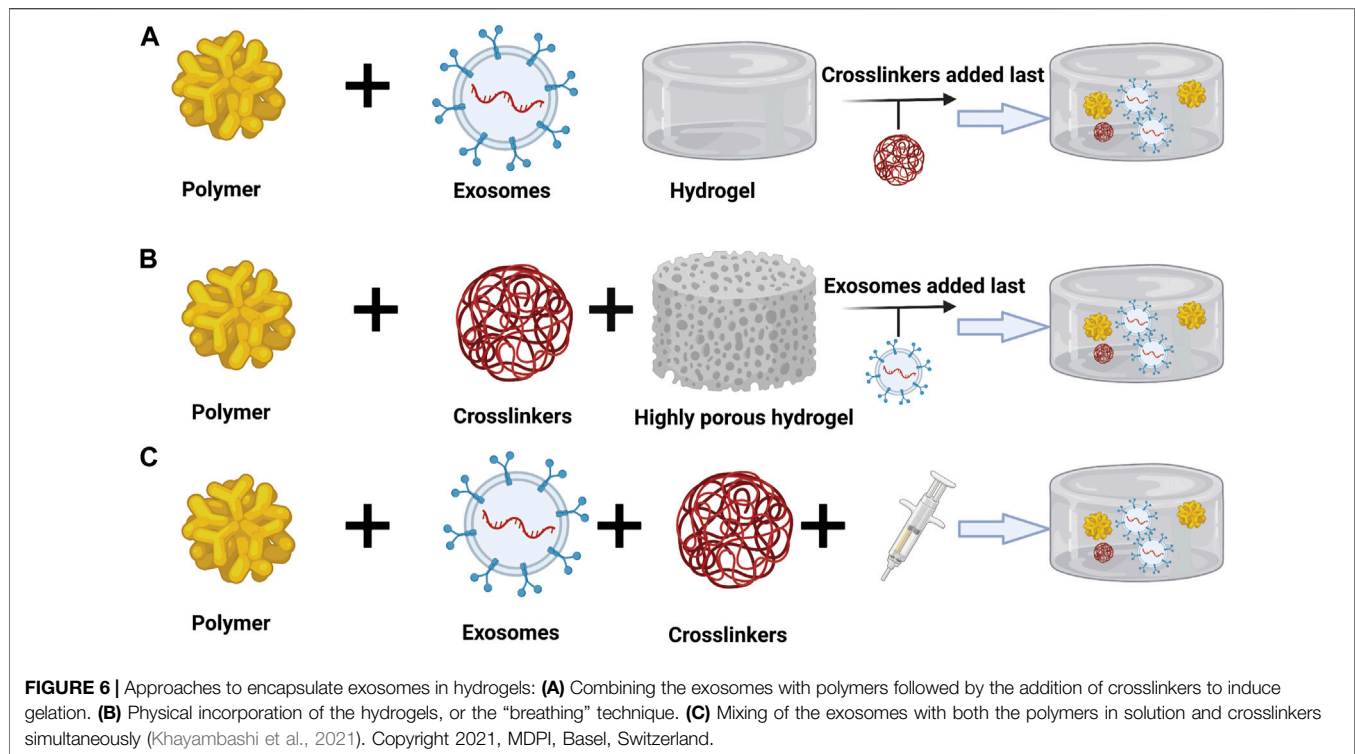 A
Crosslinkers added last
Polymer
Exosomes
Hydrogel
B
Exosomes added last
Polymer
Crosslinkers
Highly porous hydrogel
C
Polymer
Exosomes
Crosslinkers
FIGURE 6 | Approaches to encapsulate exosomes in hydrogels: (A) Combining the exosomes with polymers followed by the addition of crosslinkers to induce
gelation. (B) Physical incorporation of the hydrogels, or the “breathing” technique. (C) Mixing of the exosomes with both the polymers in solution and crosslinkers
simultaneously (Khayambashi et al., 2021). Copyright 2021, MDPI, Basel, Switzerland.